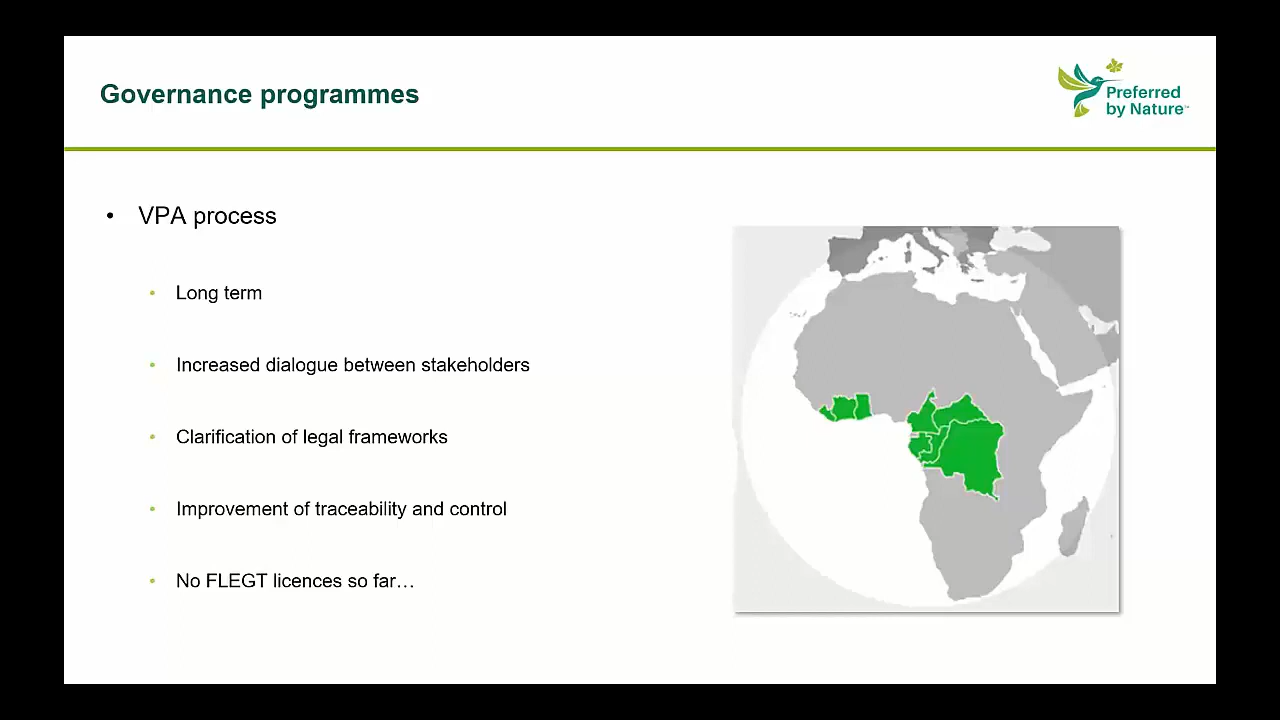 Governance programmes
Preferred
by Nature™
• VPA process
• Long term
• Increased dialogue between stakeholders
• Clarification of legal frameworks
• Improvement of traceability and control
• No FLEGT licences so far…